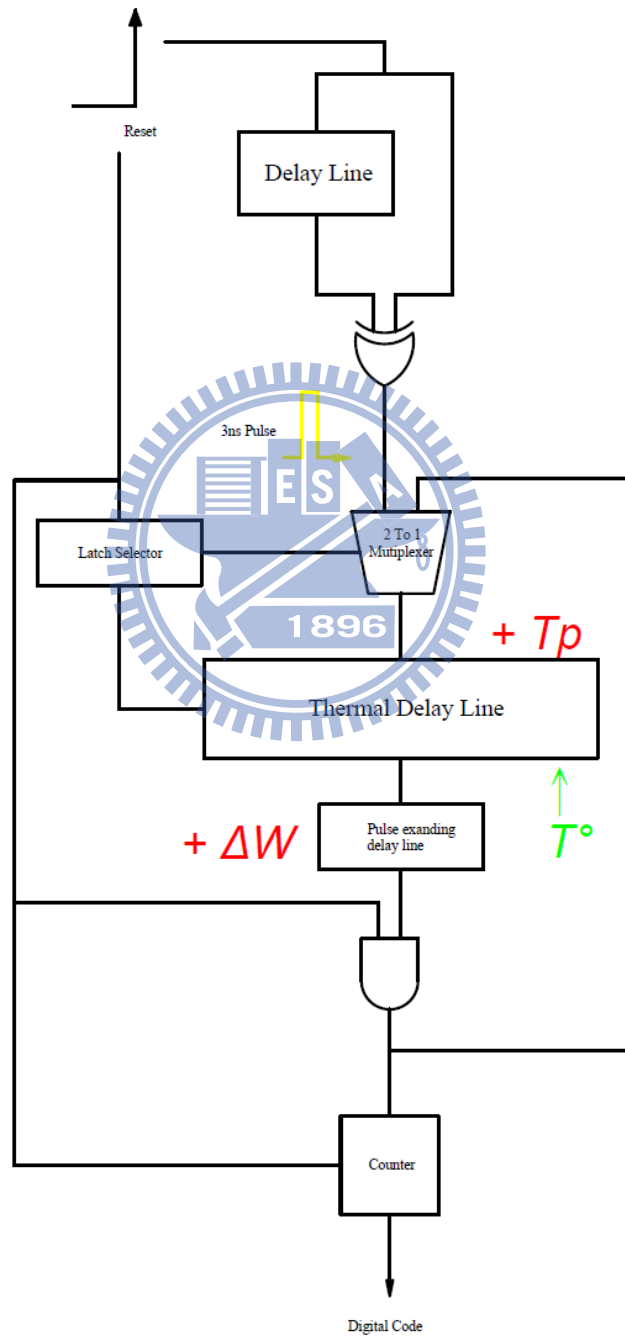 Reset
Delay Line
3ns Pulse
E S
Latch Selector
2 To 1
Mutiplexer
1896
+ Tp
Thermal Delay Line
+ ΔW
Pulse exanding
delay line
T°
Counter
Digital Code